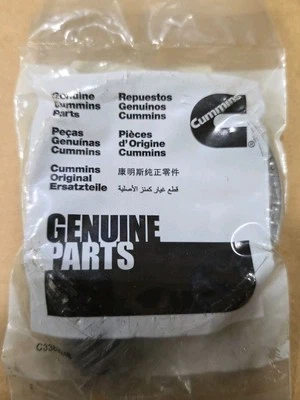 Genuine
Cummins
Parts
Repuestos
Genuinos
Cummins
Cummins
Peças
Genuínas
Cummins
Pièces
d'Origine
Cummins
Cummins
Original
Ersatzteile
康明斯纯正零件
قطع غيار كمنز الأصلية
GENUINE
PARTS